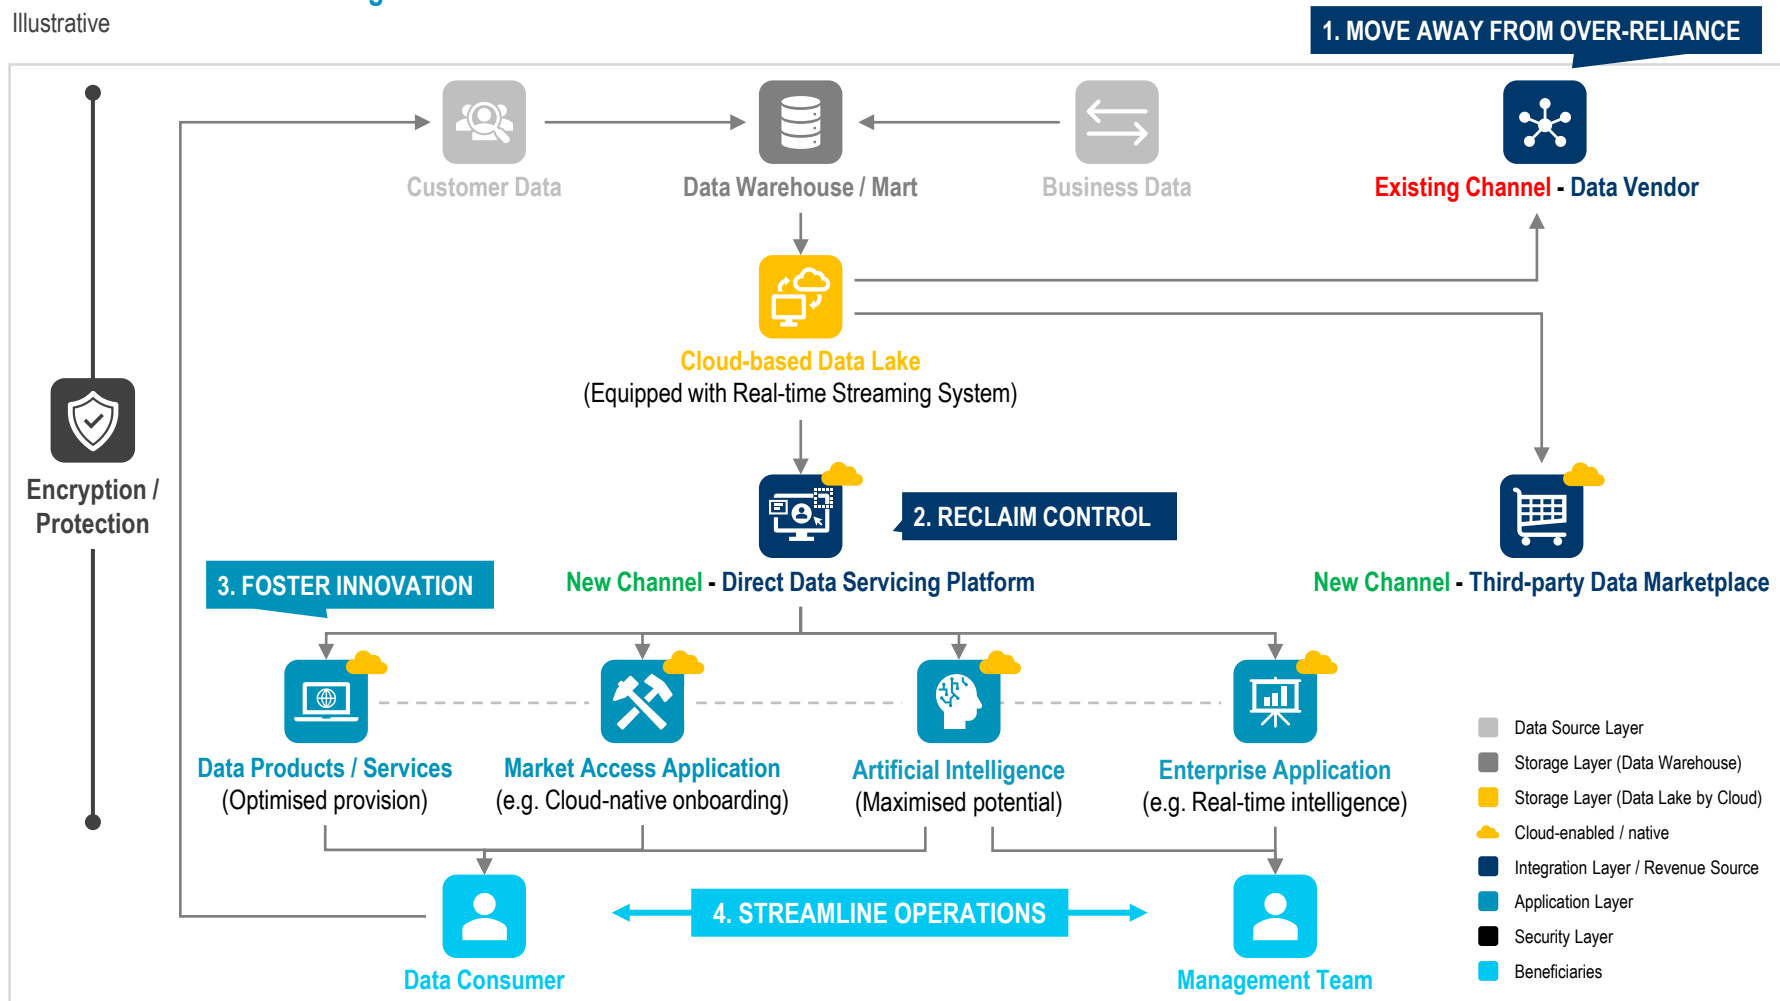 Illustrative
1. MOVE AWAY FROM OVER-RELIANCE
Customer Data
Data Warehouse / Mart
Business Data
Existing Channel - Data Vendor
Cloud-based Data Lake
(Equipped with Real-time Streaming System)
Encryption /
Protection
2. RECLAIM CONTROL
3. FOSTER INNOVATION
New Channel - Direct Data Servicing Platform
New Channel - Third-party Data Marketplace
Data Products / Services
(Optimised provision)
Market Access Application
(e.g. Cloud-native onboarding)
Artificial Intelligence
(Maximised potential)
Enterprise Application
(e.g. Real-time intelligence)
Data Source Layer
Storage Layer (Data Warehouse)
Storage Layer (Data Lake by Cloud)
Cloud-enabled / native
Integration Layer / Revenue Source
Application Layer
Security Layer
Beneficiaries
4. STREAMLINE OPERATIONS
Data Consumer
Management Team